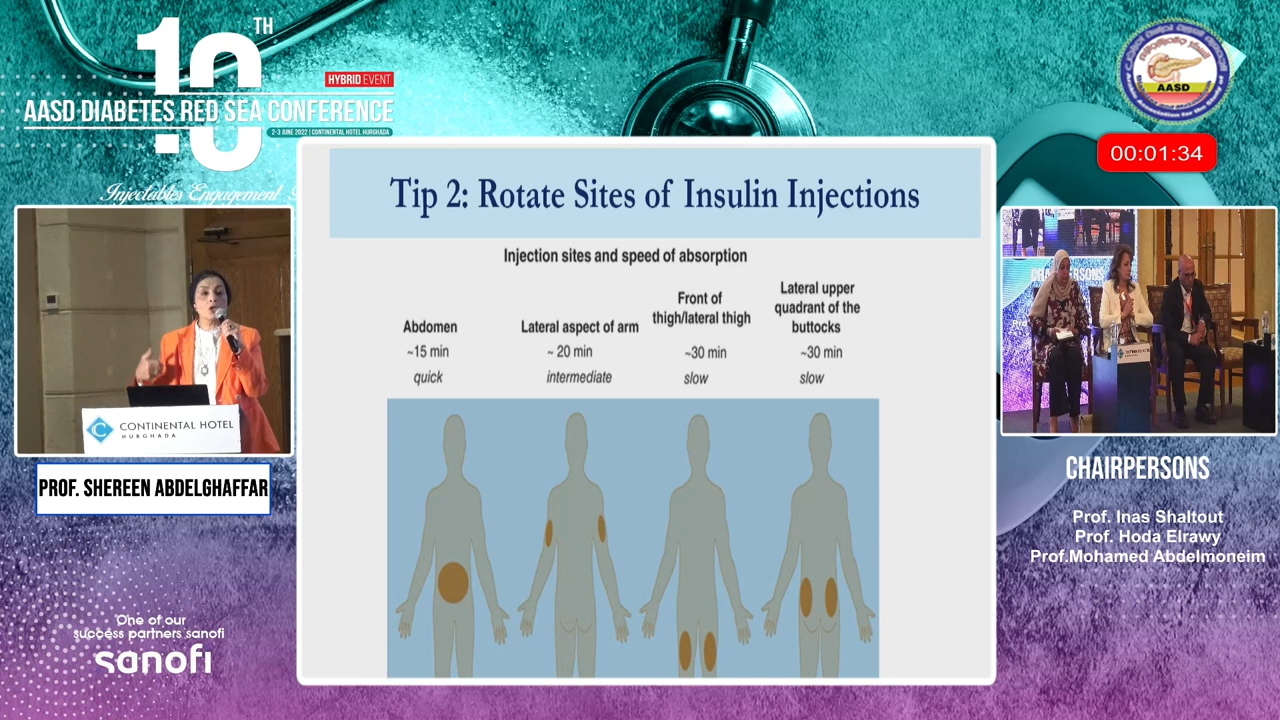 10TH
HYBRID EVENT
AASD DIABETES RED SEA CONFERENCE
2-3 JUNE 2022 | CONTINENTAL HOTEL HURGHADA
Injectables Engagement
AASD
00:01:34
Tip 2: Rotate Sites of Insulin Injections
Injection sites and speed of absorption
Abdomen
~15 min
quick
Lateral aspect of arm
~ 20 min
intermediate
Front of
thigh/lateral thigh
~30 min
slow
Lateral upper
quadrant of the
buttocks
~30 min
slow
CONTINENTAL HOTEL
HURGHADA
PROF. SHEREEN ABDELGHAFFAR
CHAIRPERSONS
Prof. Inas Shaltout
Prof. Hoda Elrawy
Prof.Mohamed Abdelmoneim
One of our
success partners sanofi
sanofi